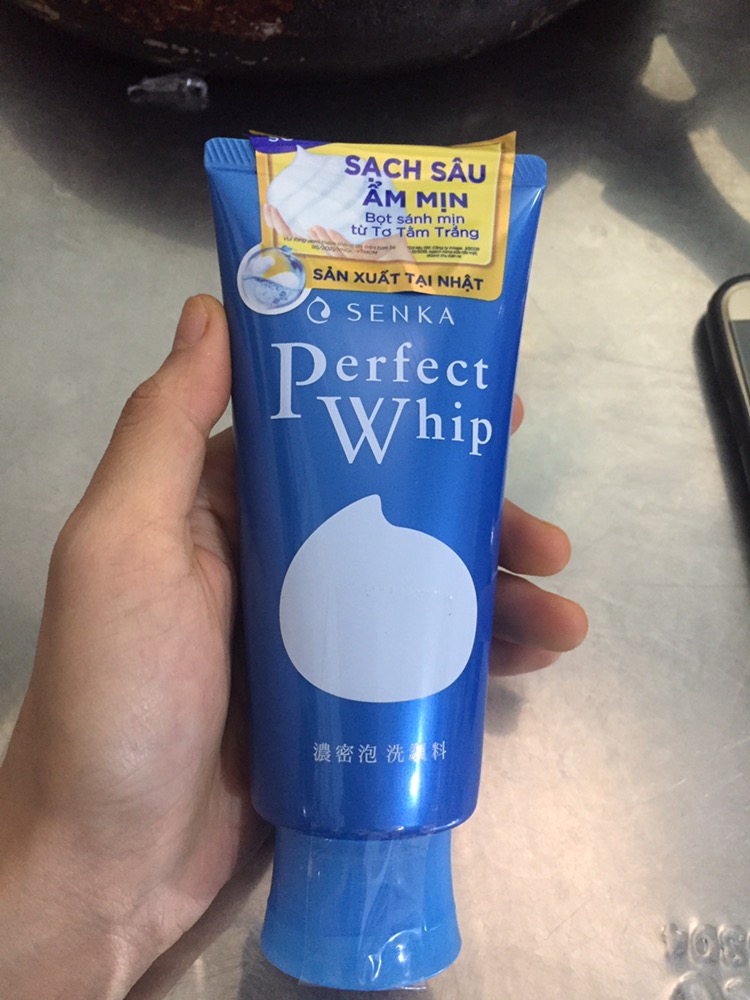 SẠCH SÂU
ẨM MỊN
Bọt sánh mịn
từ Tơ Tằm Trắng
SẢN XUẤT TẠI NHẬT
SENKA
Perfect
Whip
濃密泡 洗顔料